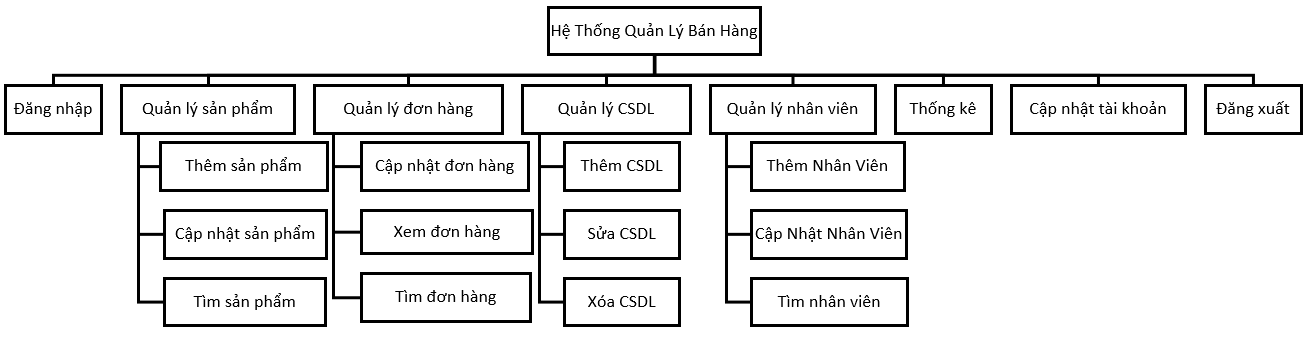 Hệ Thống Quản Lý Bán Hàng
Đăng nhập
Quản lý sản phẩm
Quản lý đơn hàng
Quản lý CSDL
Quản lý nhân viên
Thống kê
Cập nhật tài khoản
Đăng xuất
Thêm sản phẩm
Cập nhật đơn hàng
Thêm CSDL
Thêm Nhân Viên
Cập nhật sản phẩm
Xem đơn hàng
Sửa CSDL
Cập Nhật Nhân Viên
Tìm sản phẩm
Tìm đơn hàng
Xóa CSDL
Tìm nhân viên